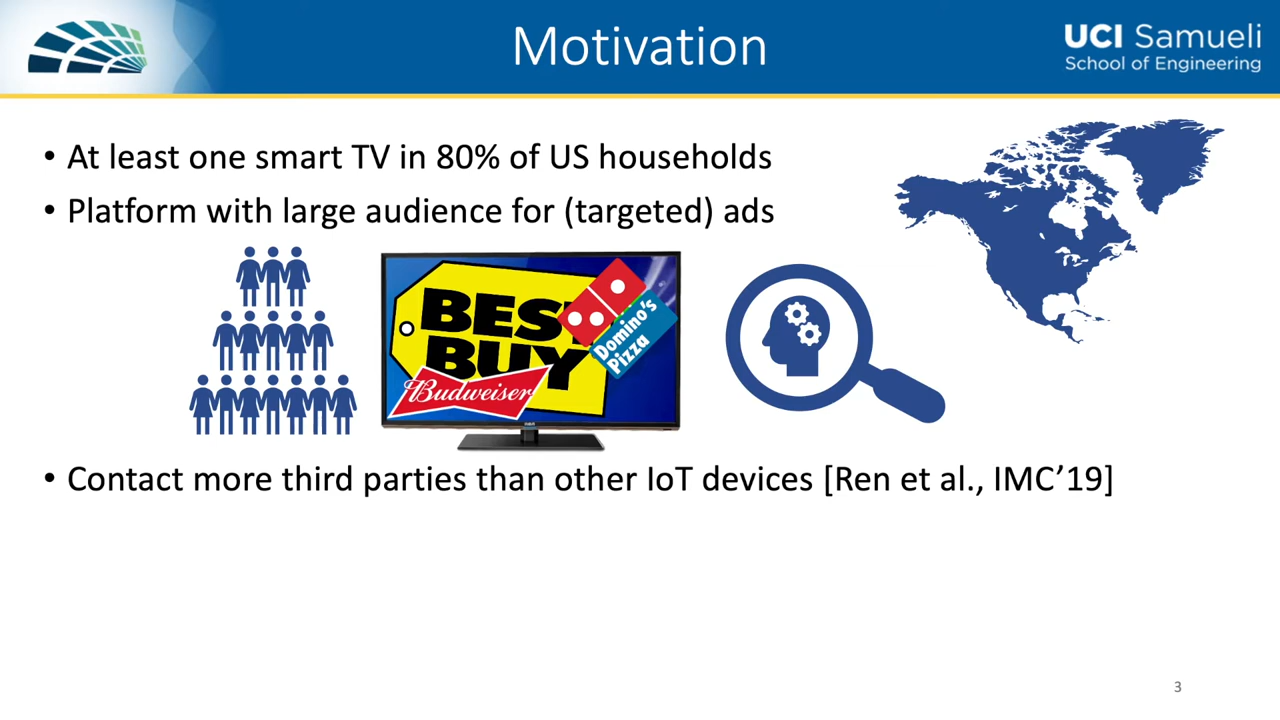 Motivation
UCI Samueli
School of Engineering
• At least one smart TV in 80% of US households
• Platform with large audience for (targeted) ads
BEST
BUY
Domino's
Pizza
Budweiser
• Contact more third parties than other IoT devices [Ren et al., IMC’19]
3